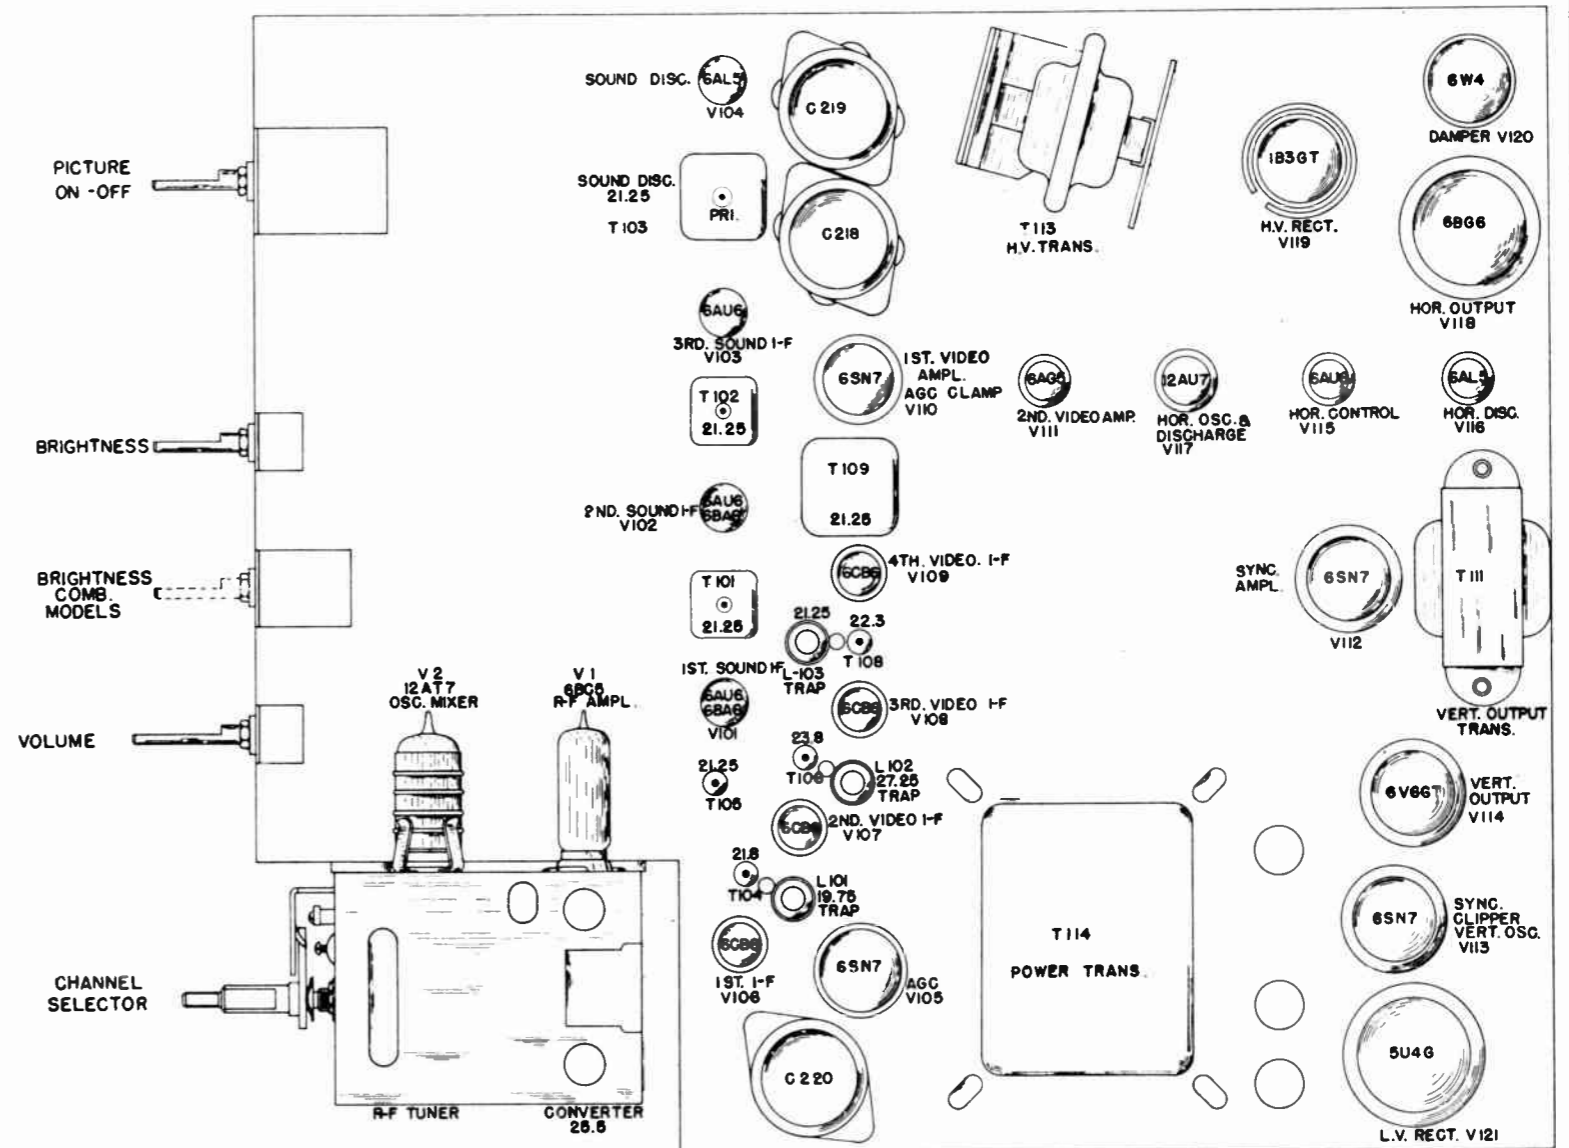 SOUND DISC.
6AL5
V104
C219
6W4
DAMPER V120
PICTURE
ON-OFF
SOUND DISC.
21.25
T103
PRI.
C218
T113
H.V. TRANS.
1B3GT
H.V. RECT.
V119
6BG6
HOR. OUTPUT
V118
6AU6
3RD. SOUND I-F
V103
6SN7
1ST. VIDEO
AMPL.
AGC CLAMP
V110
6AG5
2ND. VIDEO AMP.
V111
12AU7
HOR. OSC. &
DISCHARGE
V117
6AU6
HOR. CONTROL
V115
6AL5
HOR. DISC.
V116
T102
21.25
BRIGHTNESS
T109
21.25
2ND. SOUND I-F
V102
6AU6
6BA6
4TH. VIDEO. I-F
V109
6CB6
SYNC.
AMPL.
6SN7
V112
T111
VERT. OUTPUT
TRANS.
BRIGHTNESS
COMB.
MODELS
T101
21.25
21.25
L-103
TRAP
22.3
T108
1ST. SOUND I-F
6AU6
6BA6
V101
6CB6
3RD. VIDEO I-F
V108
V2
12AT7
OSC. MIXER
V1
6BC5
R-F AMPL.
VOLUME
21.25
T105
23.8
T106
L102
27.25
TRAP
6CB6
2ND. VIDEO I-F
V107
6V6GT
VERT.
OUTPUT
V114
21.8
T104
L101
19.75
TRAP
6CB6
1ST. I-F
V106
6SN7
AGC
V105
T114
POWER TRANS.
6SN7
SYNC.
CLIPPER
VERT. OSC.
V113
CHANNEL
SELECTOR
C220
5U4G
L.V. RECT. V121
R-F TUNER
CONVERTER
25.5